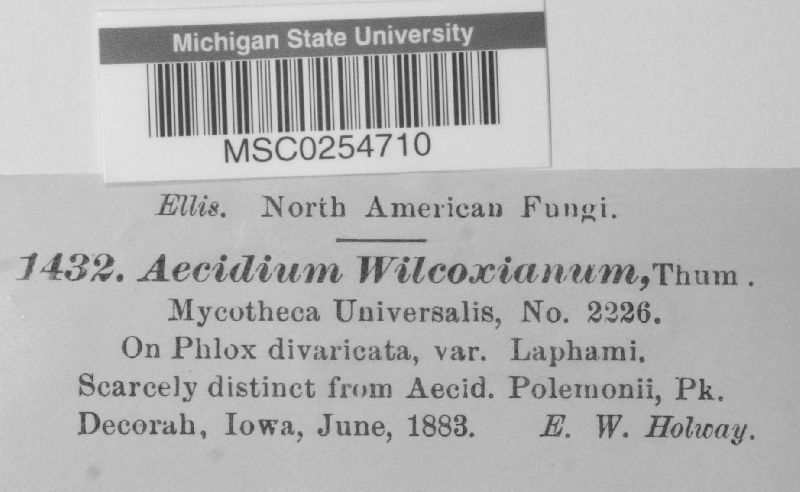 Michigan State University
MSC0254710
Ellis. North American Fungi.
1432. Aecidium Wilcoxianum, Thum.
Mycotheca Universalis, No. 2226.
On Phlox divaricata, var. Laphami.
Scarcely distinct from Aecid. Polemonii, Pk.
Decorah, Iowa, June, 1883. E. W. Holway.